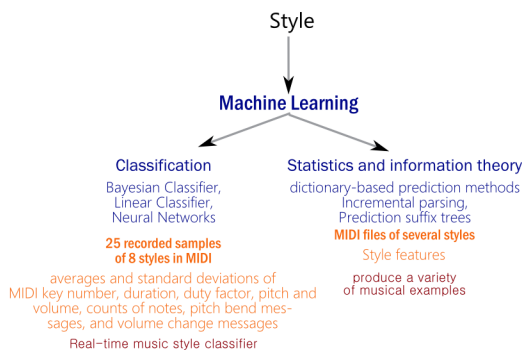 Style
Machine Learning
Classification
Bayesian Classifier,
Linear Classifier,
Neural Networks
25 recorded samples
of 8 styles in MIDI
averages and standard deviations of
MIDI key number, duration, duty factor, pitch and
volume, counts of notes, pitch bend mes-
sages, and volume change messages
Real-time music style classifier
Statistics and information theory
dictionary-based prediction methods
Incremental parsing,
Prediction suffix trees
MIDI files of several styles
Style features
produce a variety
of musical examples